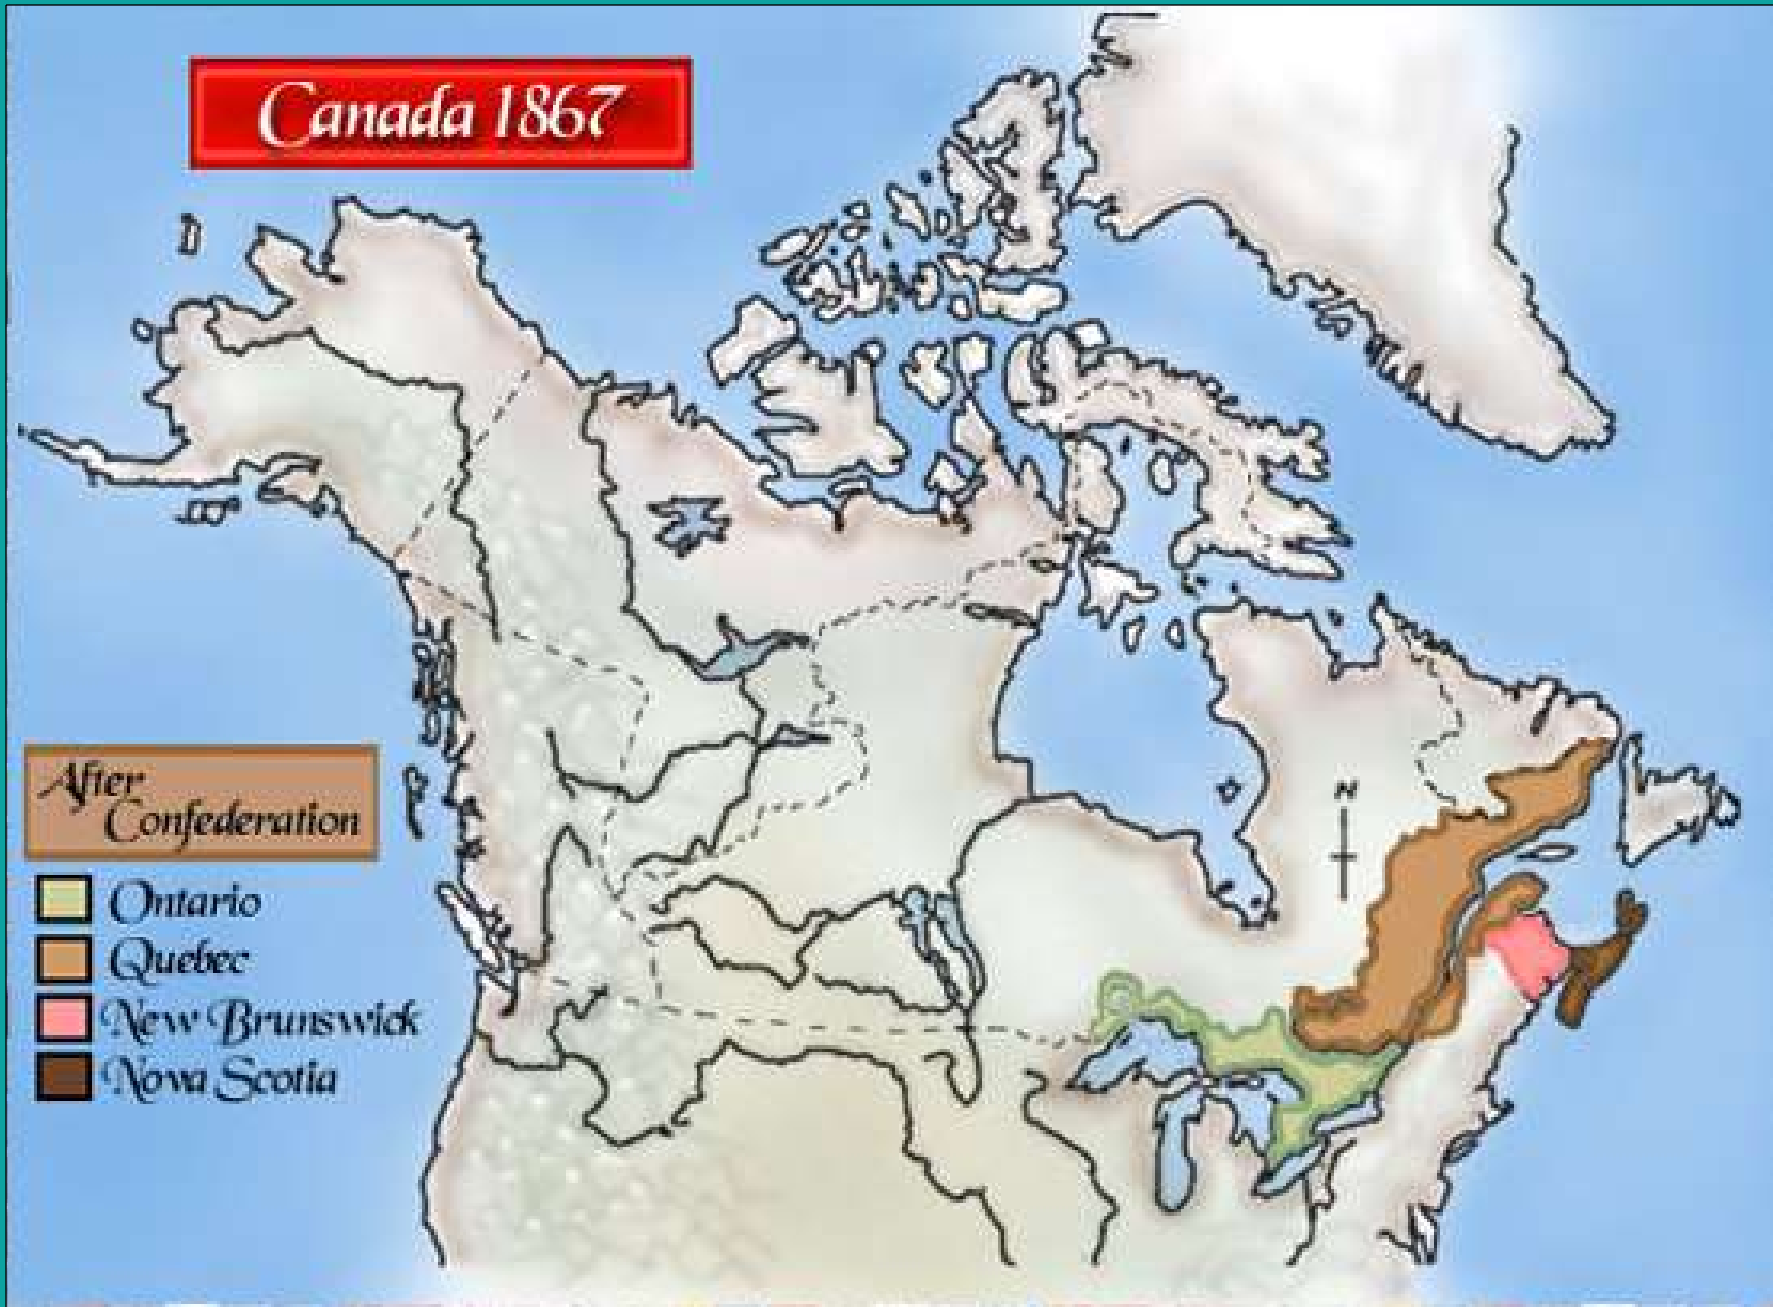 Canada 1867
N
After
Confederation
Ontario
Quebec
New Brunswick
Nova Scotia